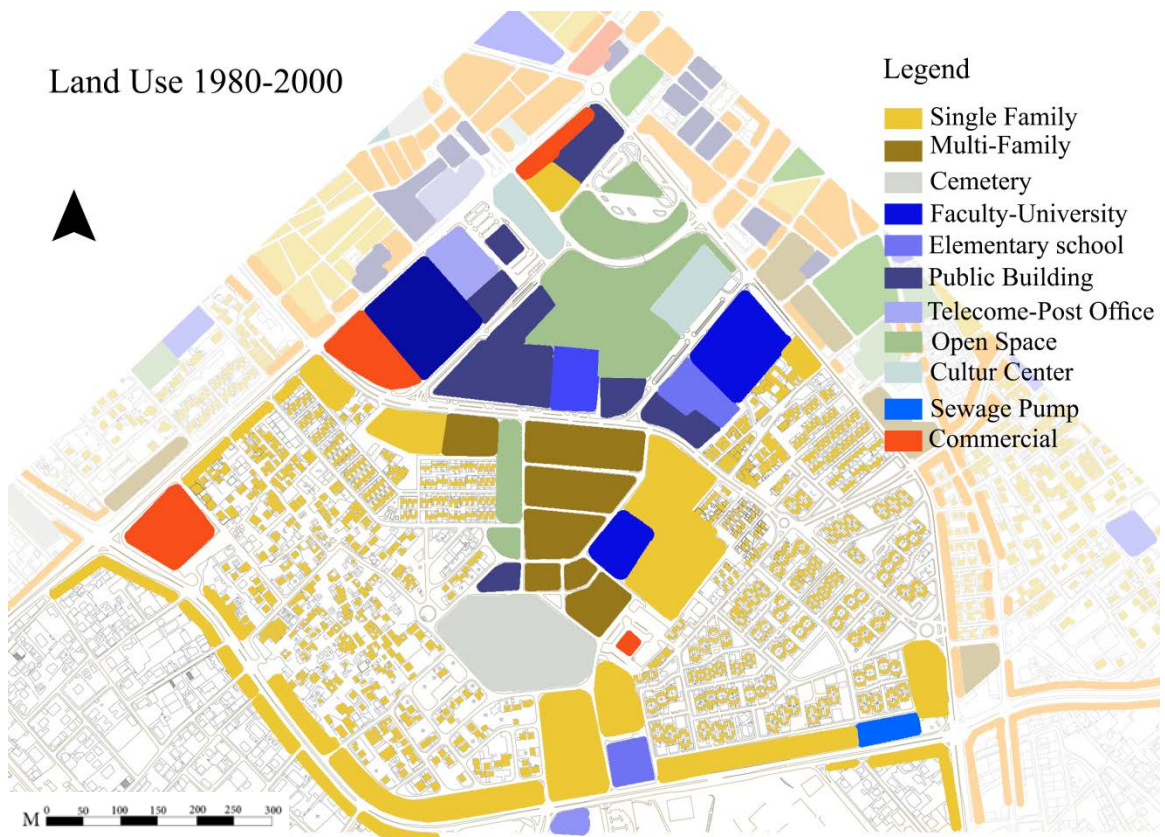 Land Use 1980-2000
Legend
Single Family
Multi-Family
Cemetery
Faculty-University
Elementary school
Public Building
Telecome-Post Office
Open Space
Cultur Center
Sewage Pump
Commercial
M 0 50 100 150 200 250 300